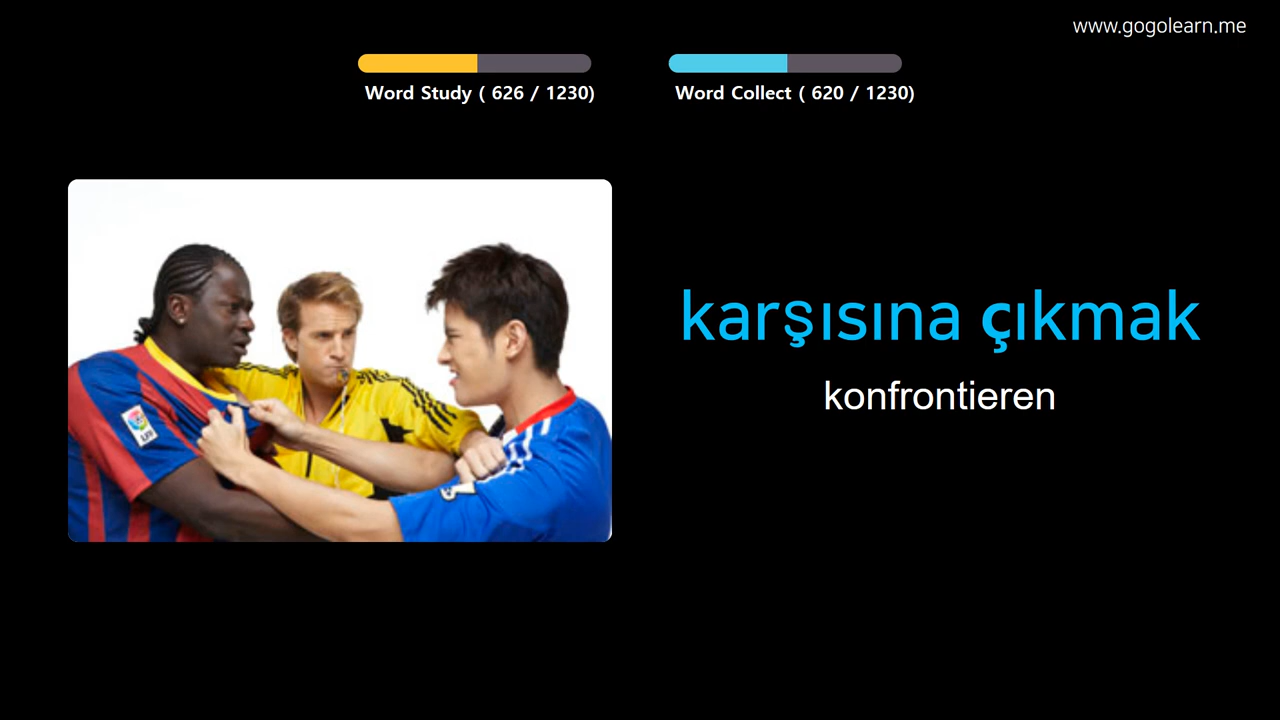 www.gogolearn.me
Word Study ( 626 / 1230)
Word Collect ( 620 / 1230)
karşısına çıkmak
konfrontieren